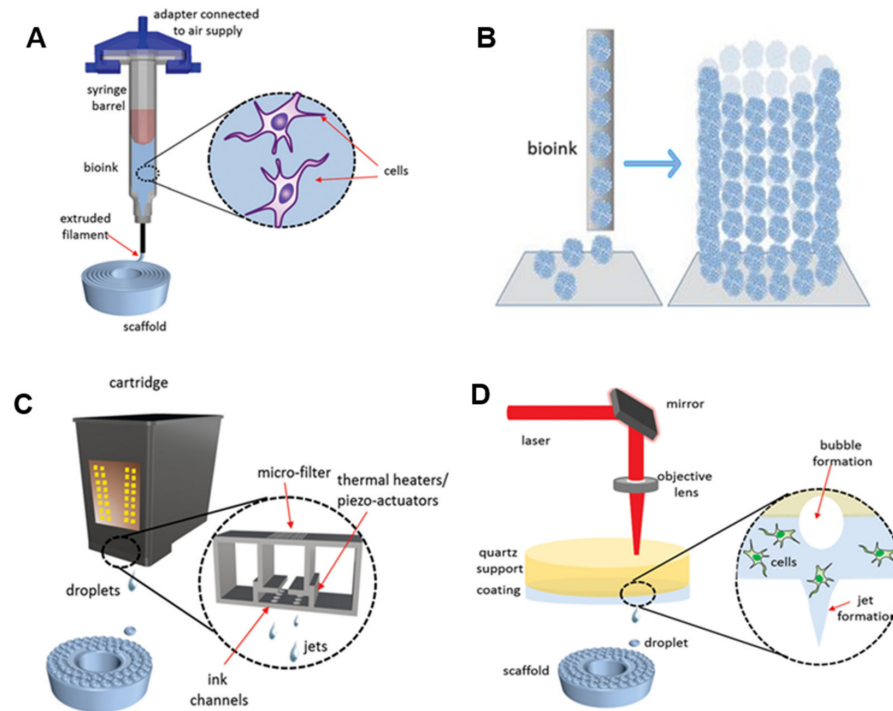 A
adapter connected
to air supply
syringe
barrel
bioink
cells
extruded
filament
scaffold
B
bioink
C
cartridge
micro-filter
thermal heaters/
piezo-actuators
droplets
jets
ink
channels
D
mirror
laser
objective
lens
bubble
formation
quartz
support
coating
cells
jet
formation
droplet
scaffold